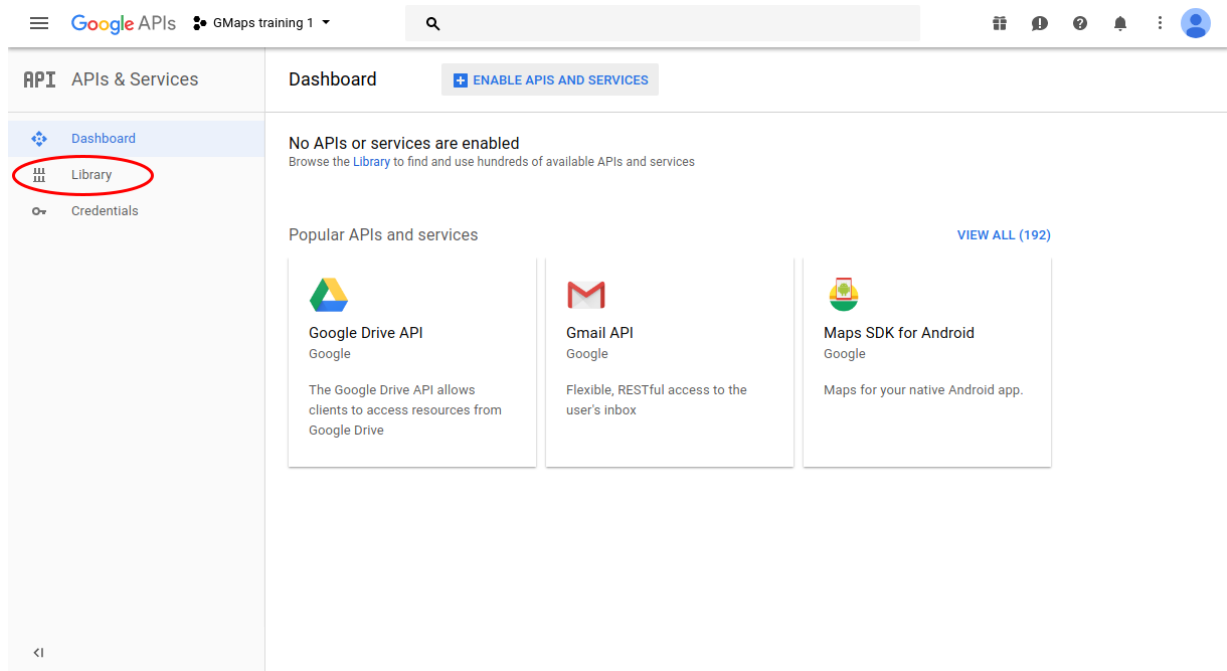 Google APIs GMaps training 1
API APIs & Services
Dashboard
ENABLE APIS AND SERVICES
Dashboard
Library
Credentials
No APIs or services are enabled
Browse the Library to find and use hundreds of available APIs and services
Popular APIs and services
VIEW ALL (192)
Google Drive API
Google
The Google Drive API allows
clients to access resources from
Google Drive
Gmail API
Google
Flexible, RESTful access to the
user's inbox
Maps SDK for Android
Google
Maps for your native Android app.